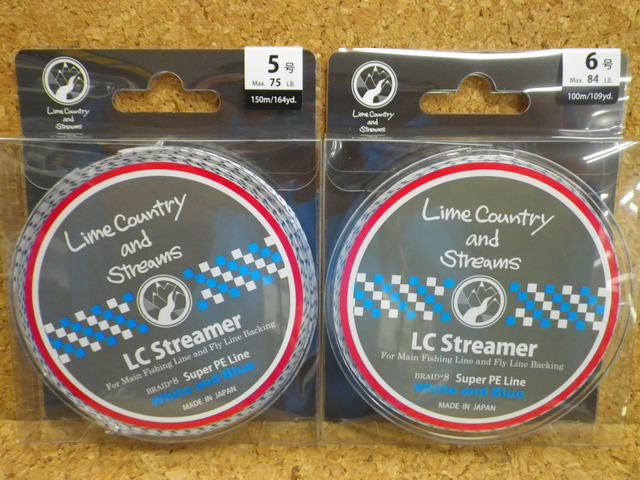 Lime Country
and
Streams
5号
Max. 75 LB.
150m/164yd.
Lime Country
and
Streams
LC Streamer
For Main Fishing Line and Fly Line Backing
BRAID*8 Super PE Line
White and Blue
MADE IN JAPAN
Lime Country
and
Streams
6号
Max. 84 LB.
100m/109yd.
Lime Country
and
Streams
LC Streamer
For Main Fishing Line and Fly Line Backing
BRAID*8 Super PE Line
White and Blue
MADE IN JAPAN